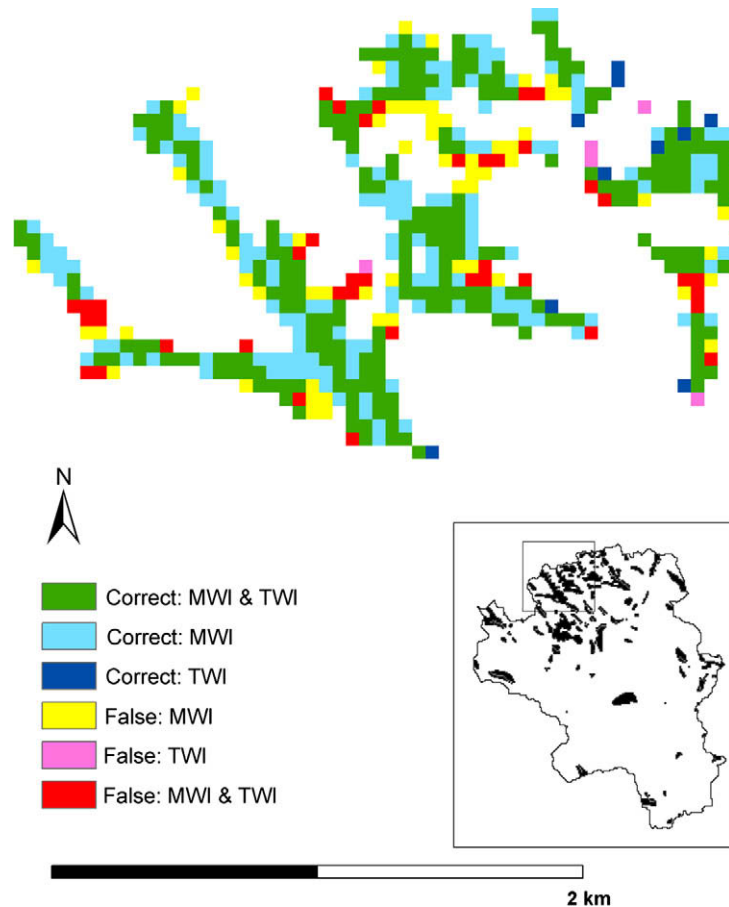 N
Correct: MWI & TWI
Correct: MWI
Correct: TWI
False: MWI
False: TWI
False: MWI & TWI
2 km